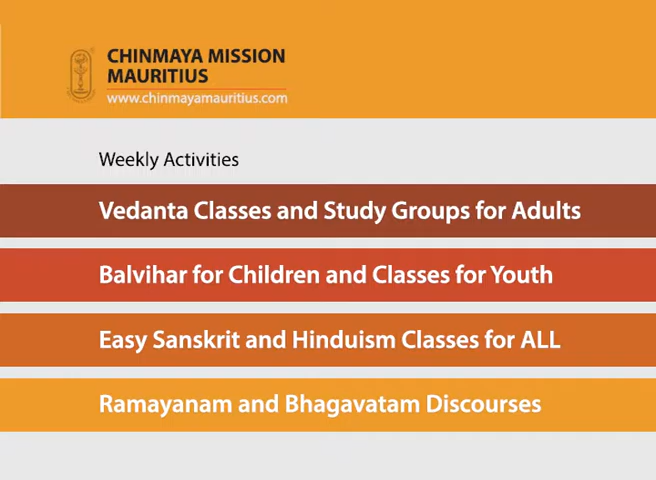 CHINMAYA MISSION
MAURITIUS
www.chinmayamauritius.com
Weekly Activities
Vedanta Classes and Study Groups for Adults
Balvihar for Children and Classes for Youth
Easy Sanskrit and Hinduism Classes for ALL
Ramayanam and Bhagavatam Discourses